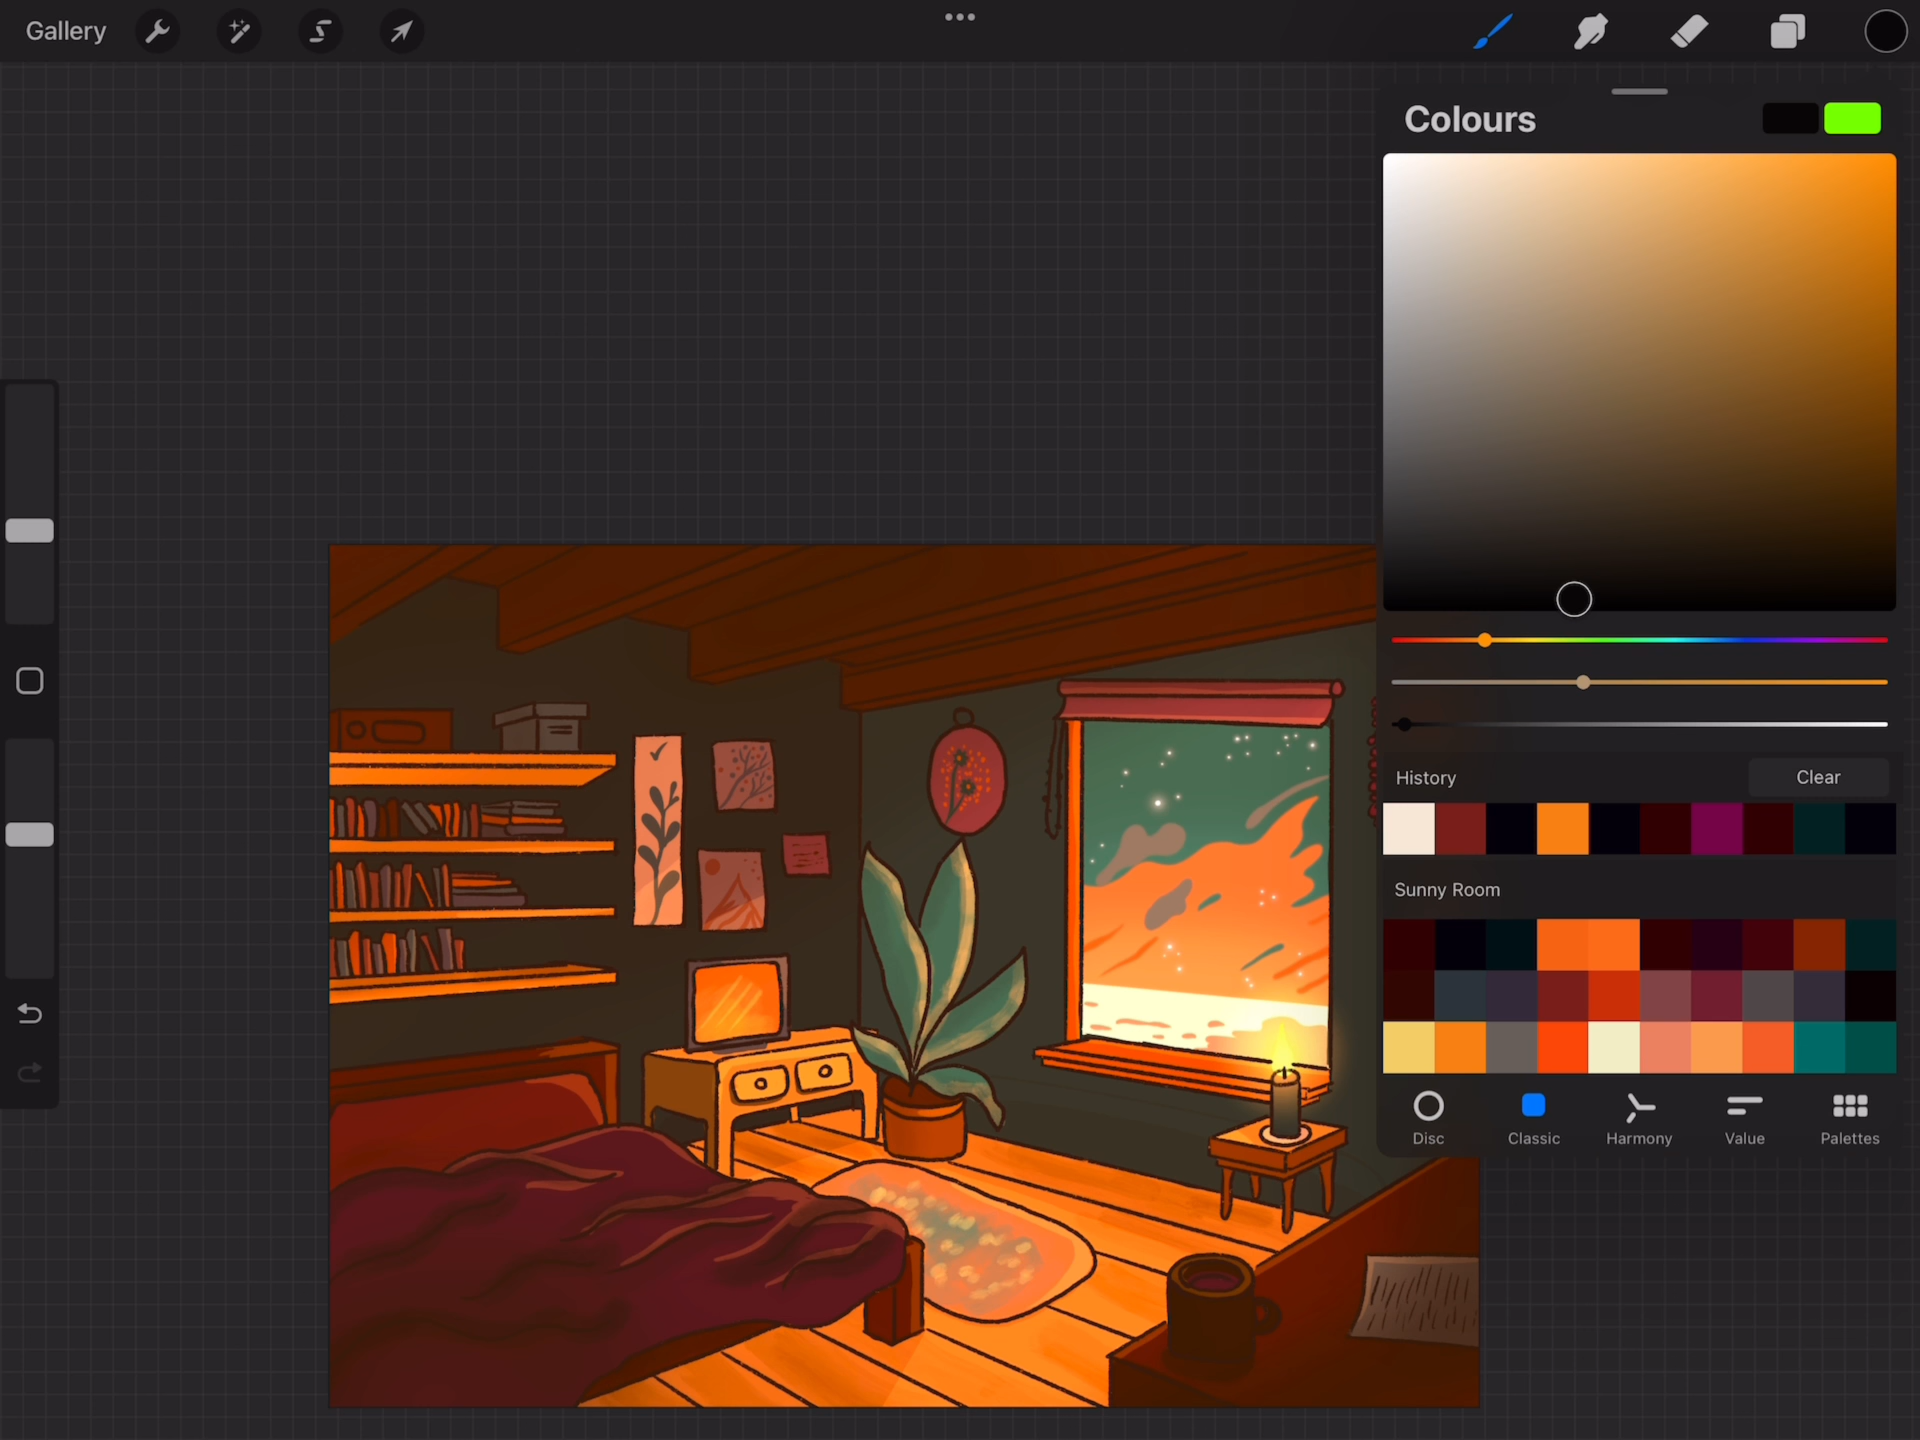 Gallery
Colours
History
Clear
Sunny Room
Disc
Classic
Harmony
Value
Palettes